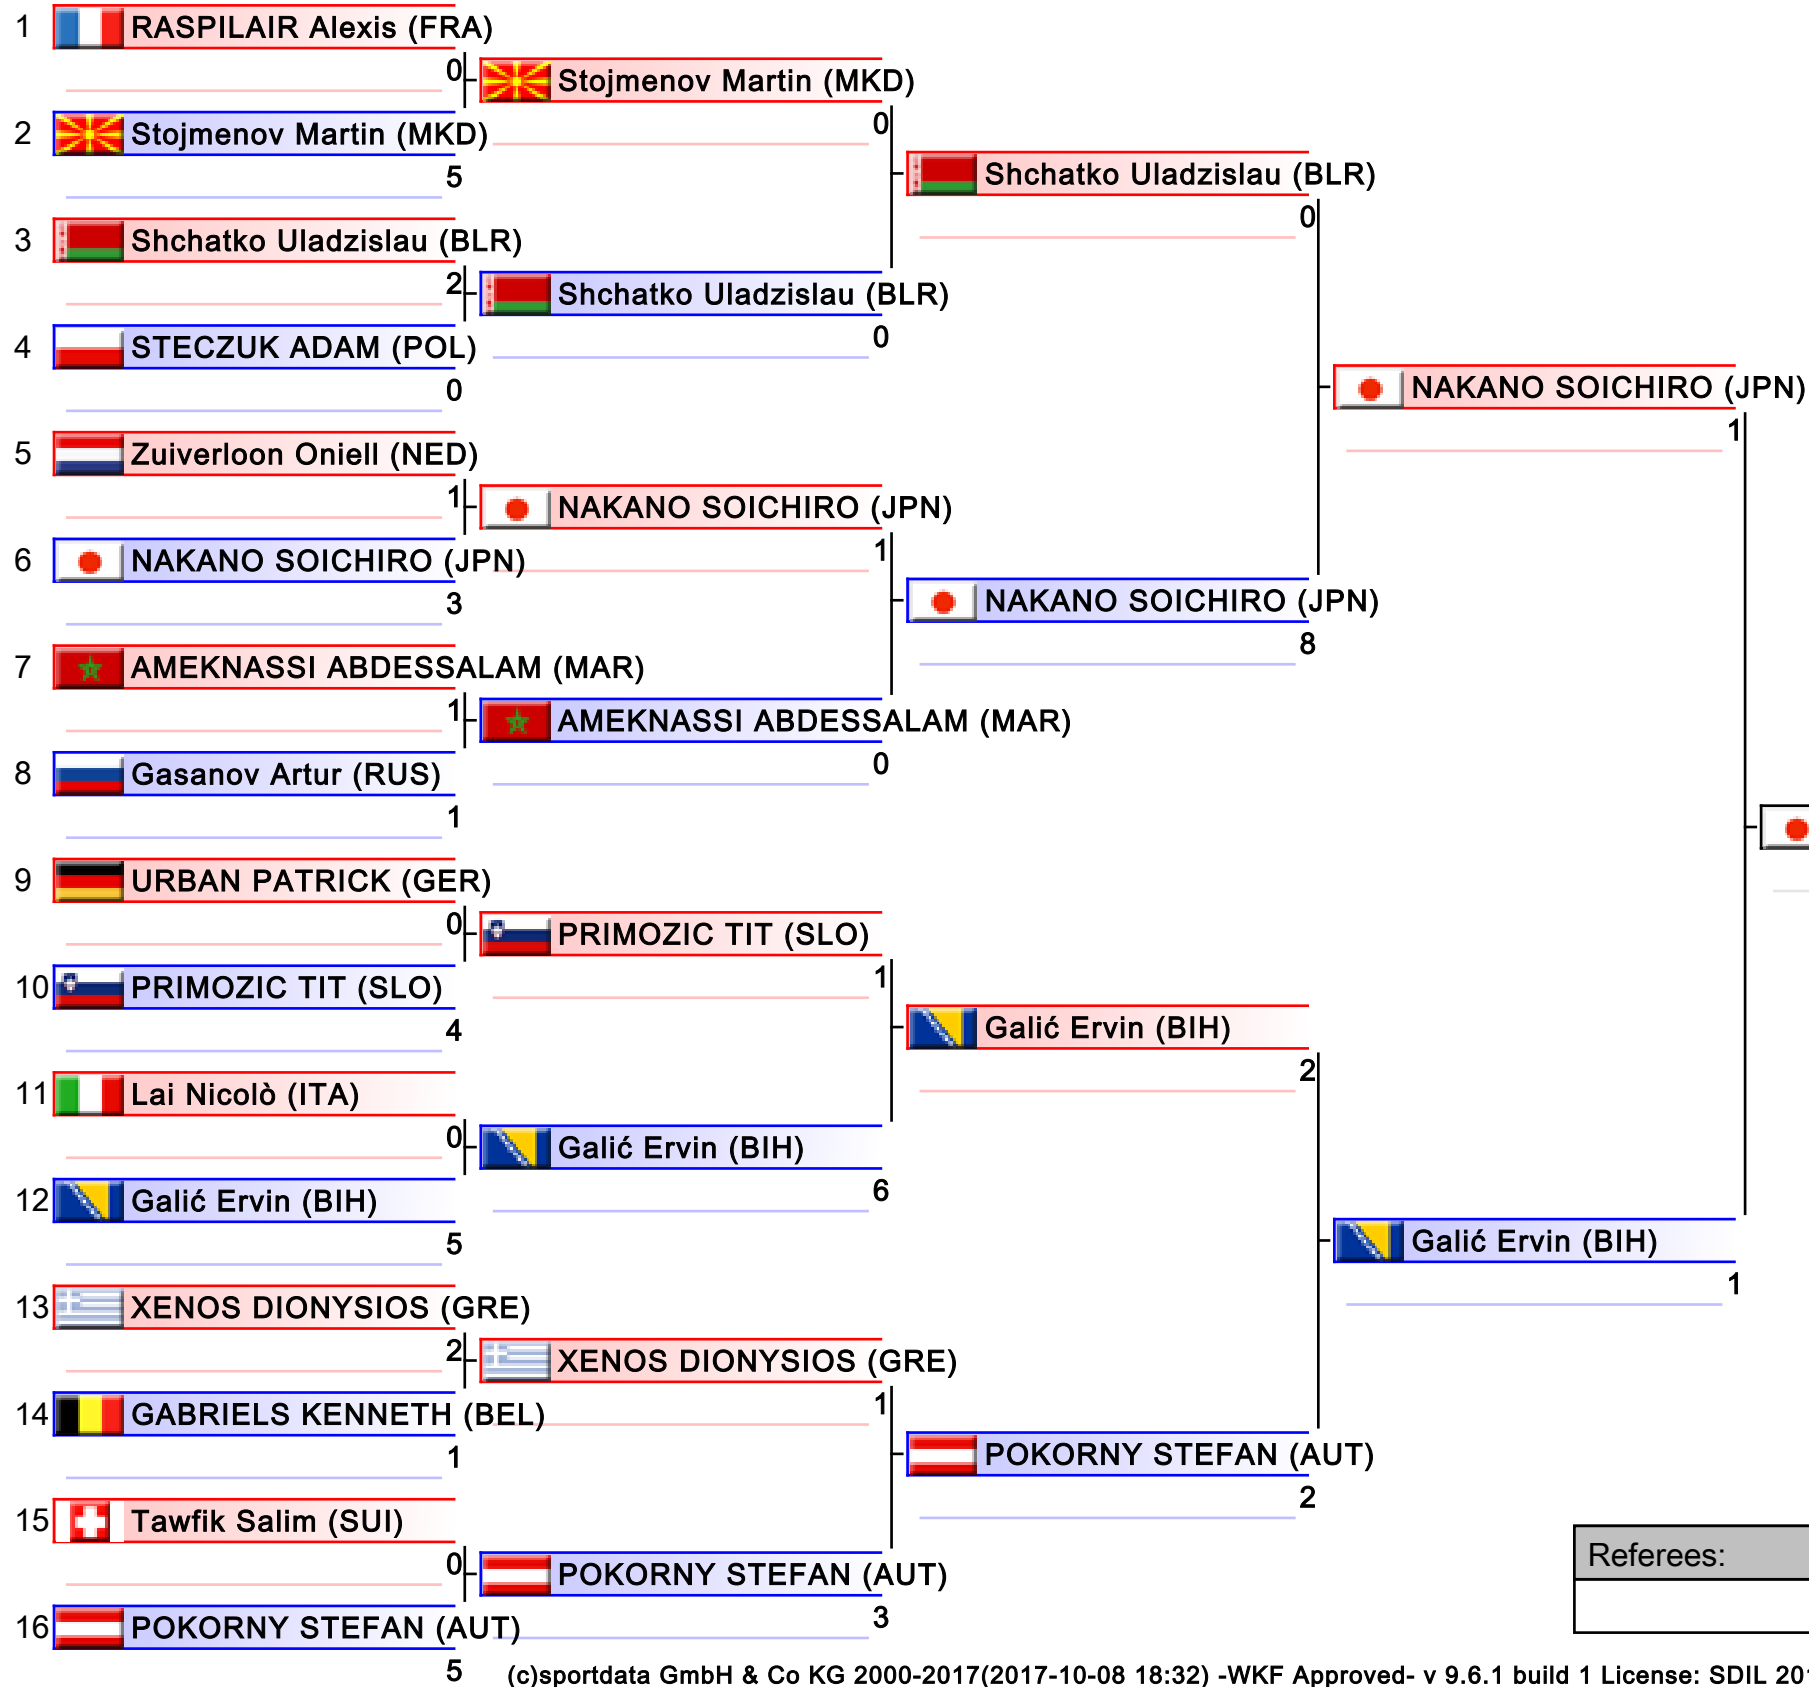 1 RASPILAIR Alexis (FRA)
0
Stojmenov Martin (MKD)
0
2 Stojmenov Martin (MKD)
5
Shchatko Uladzislau (BLR)
0
3 Shchatko Uladzislau (BLR)
2
Shchatko Uladzislau (BLR)
0
4 STECZUK ADAM (POL)
0
NAKANO SOICHIRO (JPN)
1
5 Zuiverloon Oniell (NED)
1
NAKANO SOICHIRO (JPN)
1
6 NAKANO SOICHIRO (JPN)
3
NAKANO SOICHIRO (JPN)
8
7 AMEKNASSI ABDESSALAM (MAR)
1
AMEKNASSI ABDESSALAM (MAR)
0
8 Gasanov Artur (RUS)
1
9 URBAN PATRICK (GER)
0
PRIMOZIC TIT (SLO)
1
10 PRIMOZIC TIT (SLO)
4
Galić Ervin (BIH)
2
11 Lai Nicolò (ITA)
0
Galić Ervin (BIH)
6
12 Galić Ervin (BIH)
5
Galić Ervin (BIH)
1
13 XENOS DIONYSIOS (GRE)
2
XENOS DIONYSIOS (GRE)
1
14 GABRIELS KENNETH (BEL)
1
POKORNY STEFAN (AUT)
2
15 Tawfik Salim (SUI)
0
POKORNY STEFAN (AUT)
3
16 POKORNY STEFAN (AUT)
5
Referees:
(c)sportdata GmbH & Co KG 2000-2017(2017-10-08 18:32) -WKF Approved- v 9.6.1 build 1 License: SDIL 201